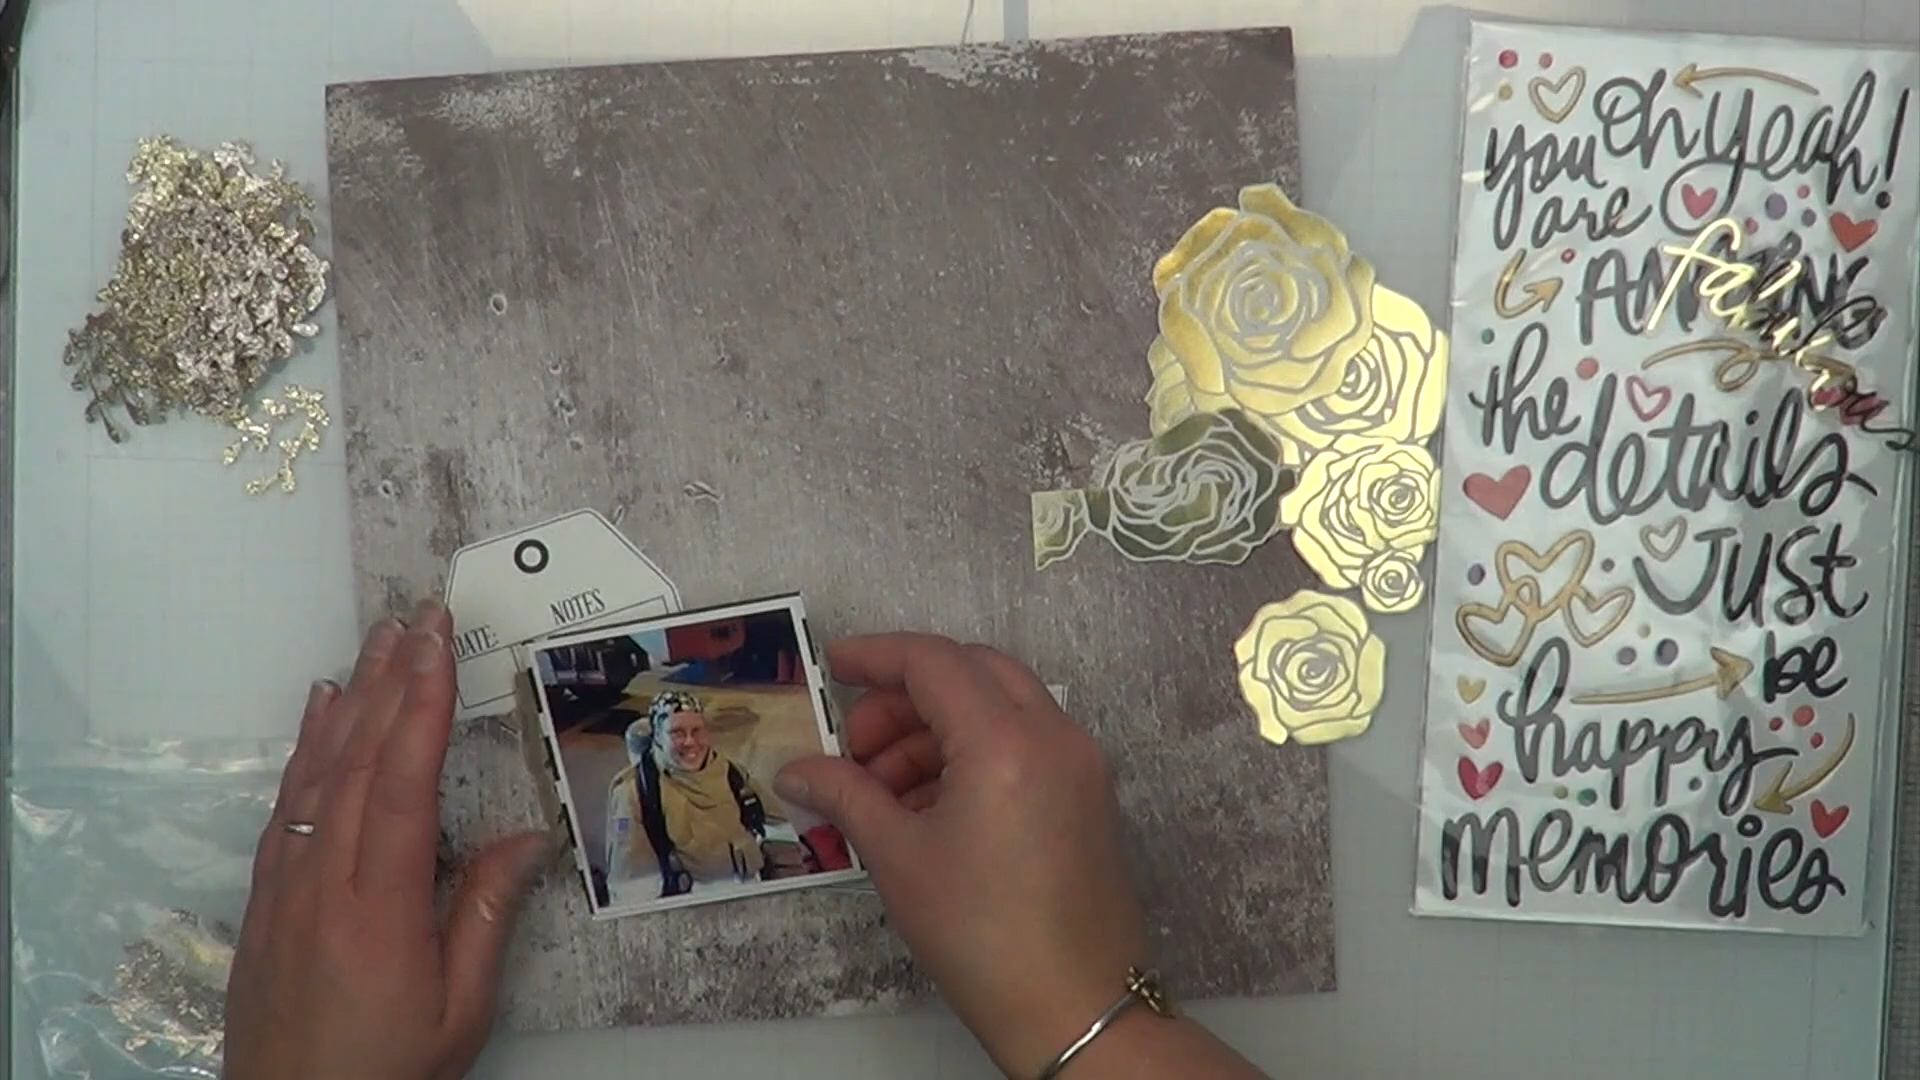 NOTES
DATE:
oh yeah!
you
are
AMAZING
fabulous
the
details
Just
be
happy
memories